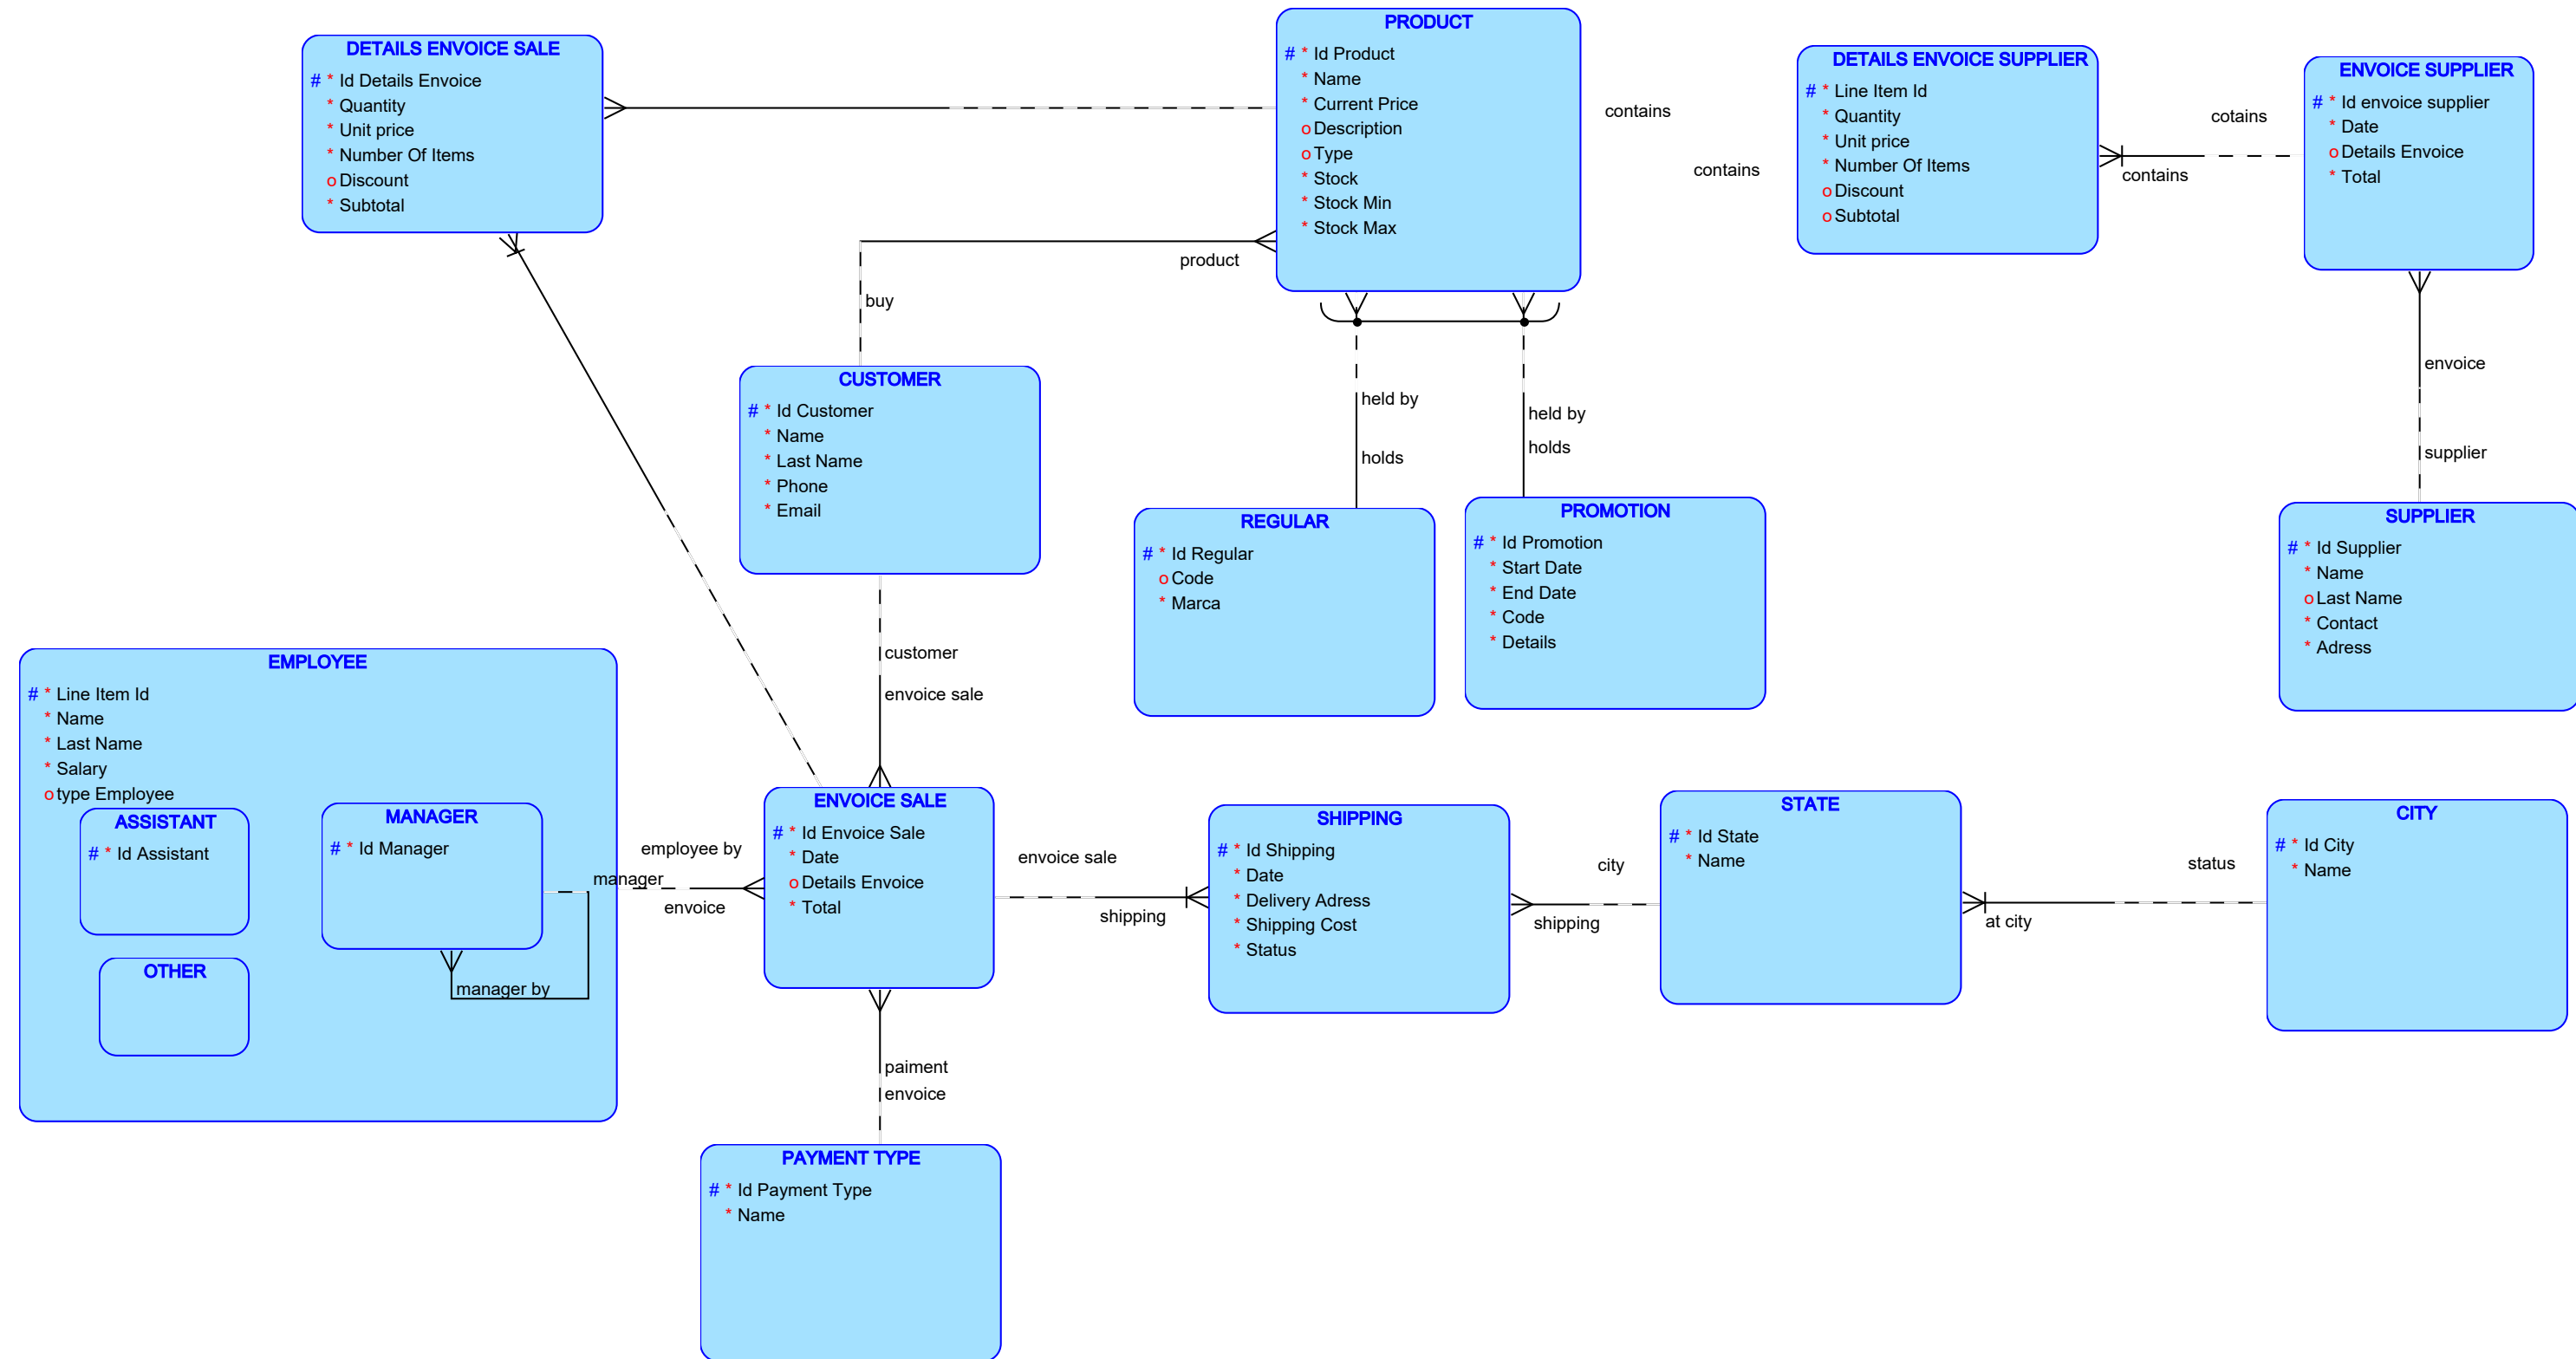 DETAILS ENVOICE SALE
# * Id Details Envoice
* Quantity
* Unit price
* Number Of Items
o Discount
* Subtotal
PRODUCT
# * Id Product
* Name
* Current Price
o Description
o Type
* Stock
* Stock Min
* Stock Max
contains
contains
DETAILS ENVOICE SUPPLIER
# * Line Item Id
* Quantity
* Unit price
* Number Of Items
o Discount
o Subtotal
cotains
contains
ENVOICE SUPPLIER
# * Id envoice supplier
* Date
o Details Envoice
* Total
product
buy
CUSTOMER
# * Id Customer
* Name
* Last Name
* Phone
* Email
held by
holds
held by
holds
envoice
supplier
REGULAR
# * Id Regular
o Code
* Marca
PROMOTION
# * Id Promotion
* Start Date
* End Date
* Code
* Details
SUPPLIER
# * Id Supplier
* Name
o Last Name
* Contact
* Adress
customer
envoice sale
EMPLOYEE
# * Line Item Id
* Name
* Last Name
* Salary
o type Employee
ASSISTANT
# * Id Assistant
MANAGER
# * Id Manager
OTHER
manager
manager by
employee by
envoice
ENVOICE SALE
# * Id Envoice Sale
* Date
o Details Envoice
* Total
envoice sale
shipping
SHIPPING
# * Id Shipping
* Date
* Delivery Adress
* Shipping Cost
* Status
city
shipping
STATE
# * Id State
* Name
status
at city
CITY
# * Id City
* Name
paiment
envoice
PAYMENT TYPE
# * Id Payment Type
* Name